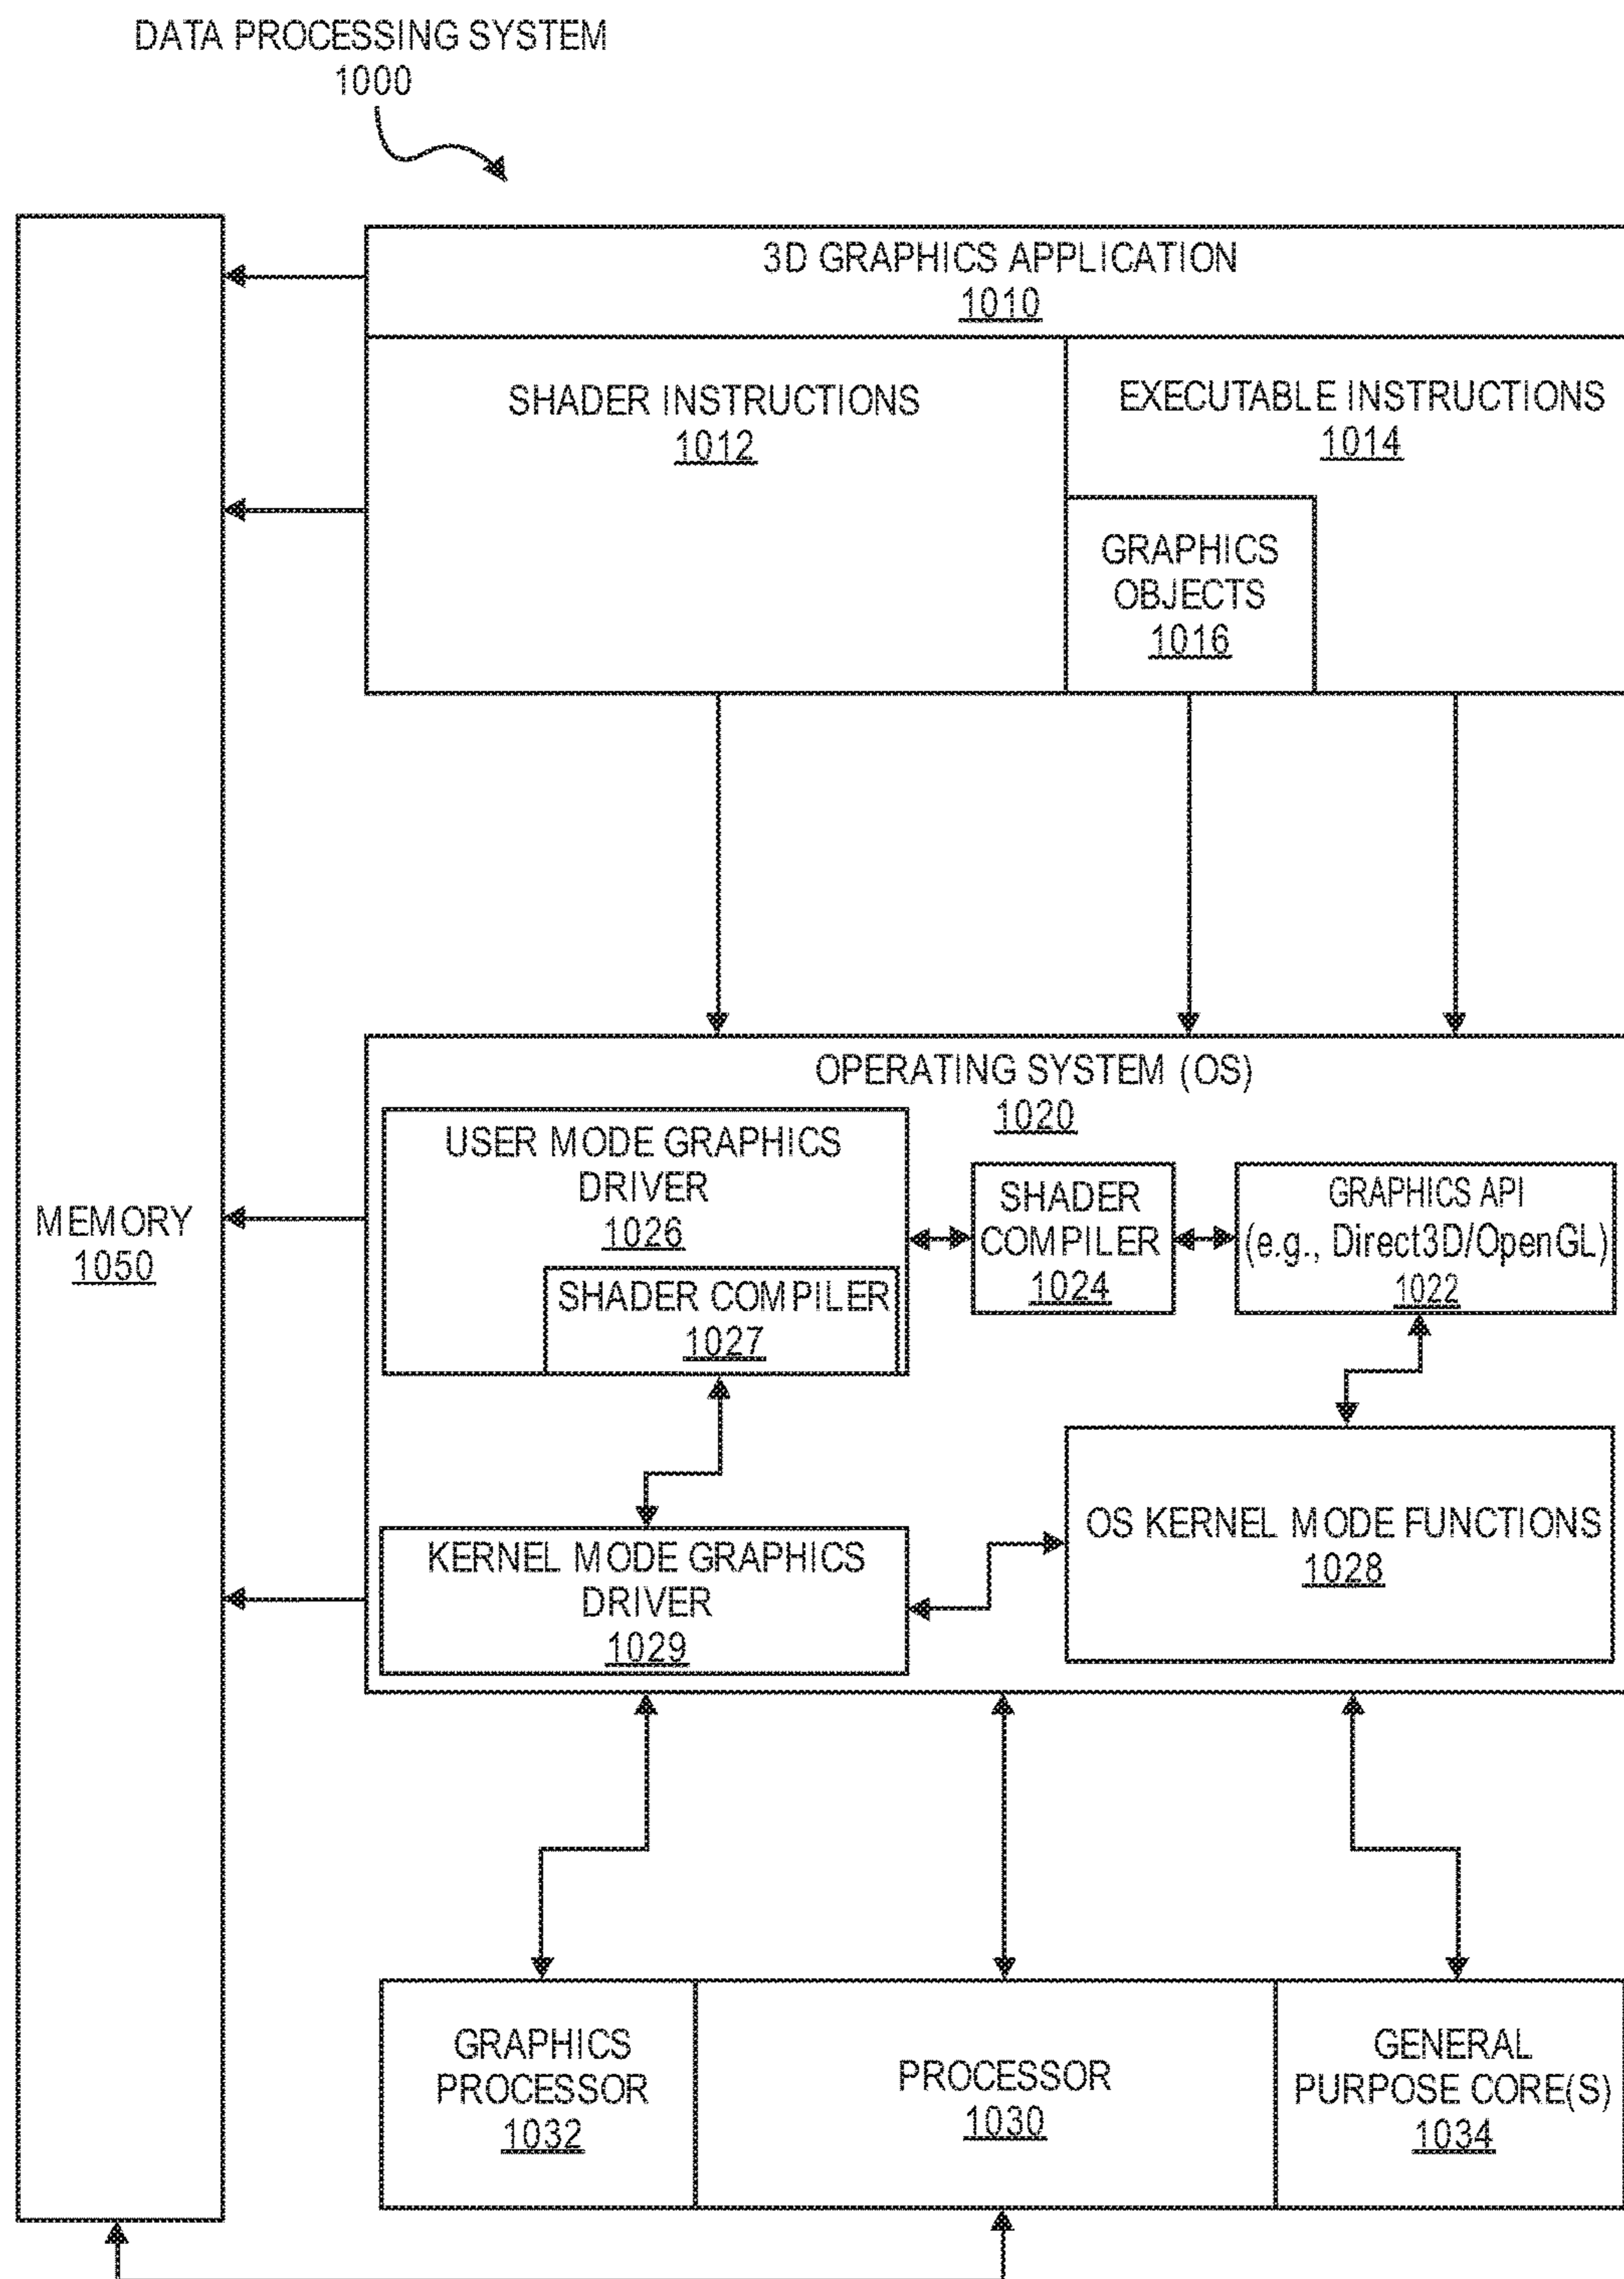 DATA PROCESSING SYSTEM
1000
3D GRAPHICS APPLICATION
1010
SHADER INSTRUCTIONS
1012
EXECUTABLE INSTRUCTIONS
1014
GRAPHICS
OBJECTS
1016
OPERATING SYSTEM (OS)
1020
USER MODE GRAPHICS
DRIVER
1026
SHADER COMPILER
1027
SHADER
COMPILER
1024
GRAPHICS API
(e.g., Direct3D/OpenGL)
1022
MEMORY
1050
KERNEL MODE GRAPHICS
DRIVER
1029
OS KERNEL MODE FUNCTIONS
1028
GRAPHICS
PROCESSOR
1032
PROCESSOR
1030
GENERAL
PURPOSE CORE(S)
1034